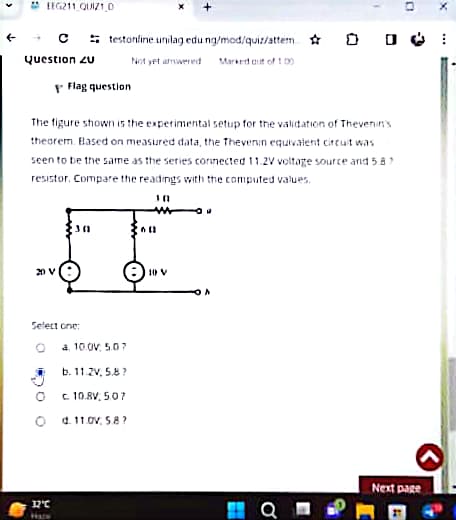 EEG211_QUIZ1_0
testonline.unilag.edu.ng/mod/quiz/attem...
Question 20
Not yet answered
Marked out of 1.00
Flag question
The figure shown is the experimental setup for the validation of Thevenin's
theorem. Based on measured data, the Thevenin equivalent circuit was
seen to be the same as the series connected 11.2V voltage source and 5.8 ?
resistor. Compare the readings with the computed values.
3 Ω
6 Ω
a
20 V
10 V
b
Select one:
a. 10.0V, 5.0 ?
b. 11.2V, 5.8 ?
c. 10.8V, 5.0 ?
d. 11.0V, 5.8 ?
Next page
32°C
Haze